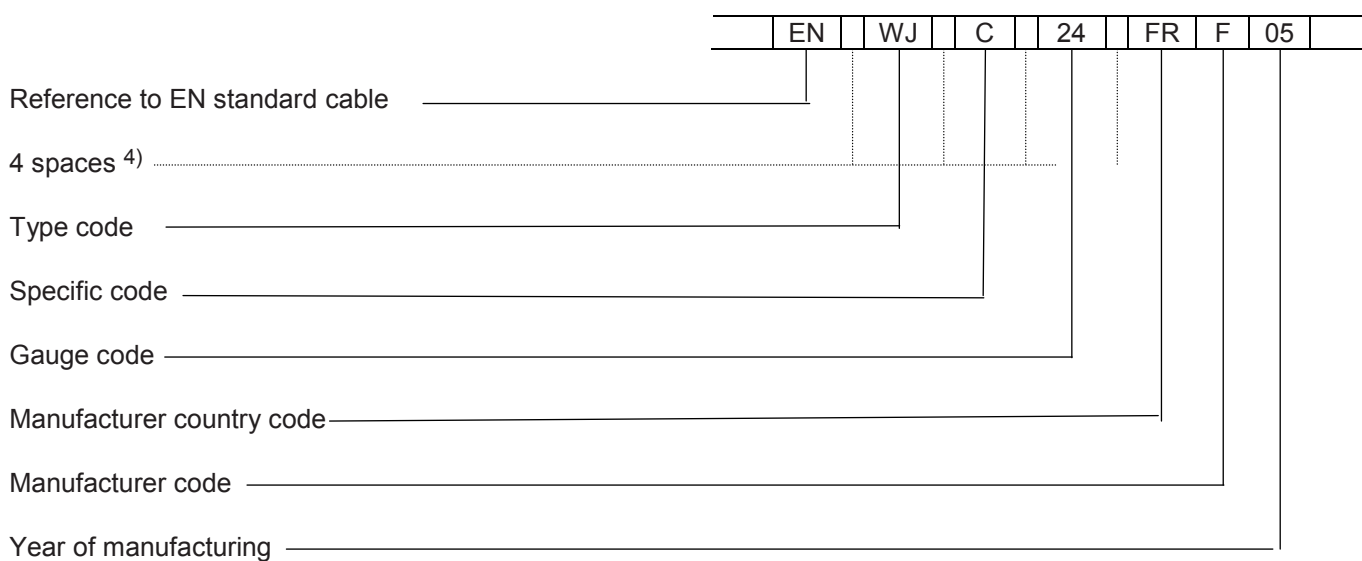 EN WJ C 24 FR F 05
Reference to EN standard cable
4 spaces 4)
Type code
Specific code
Gauge code
Manufacturer country code
Manufacturer code
Year of manufacturing